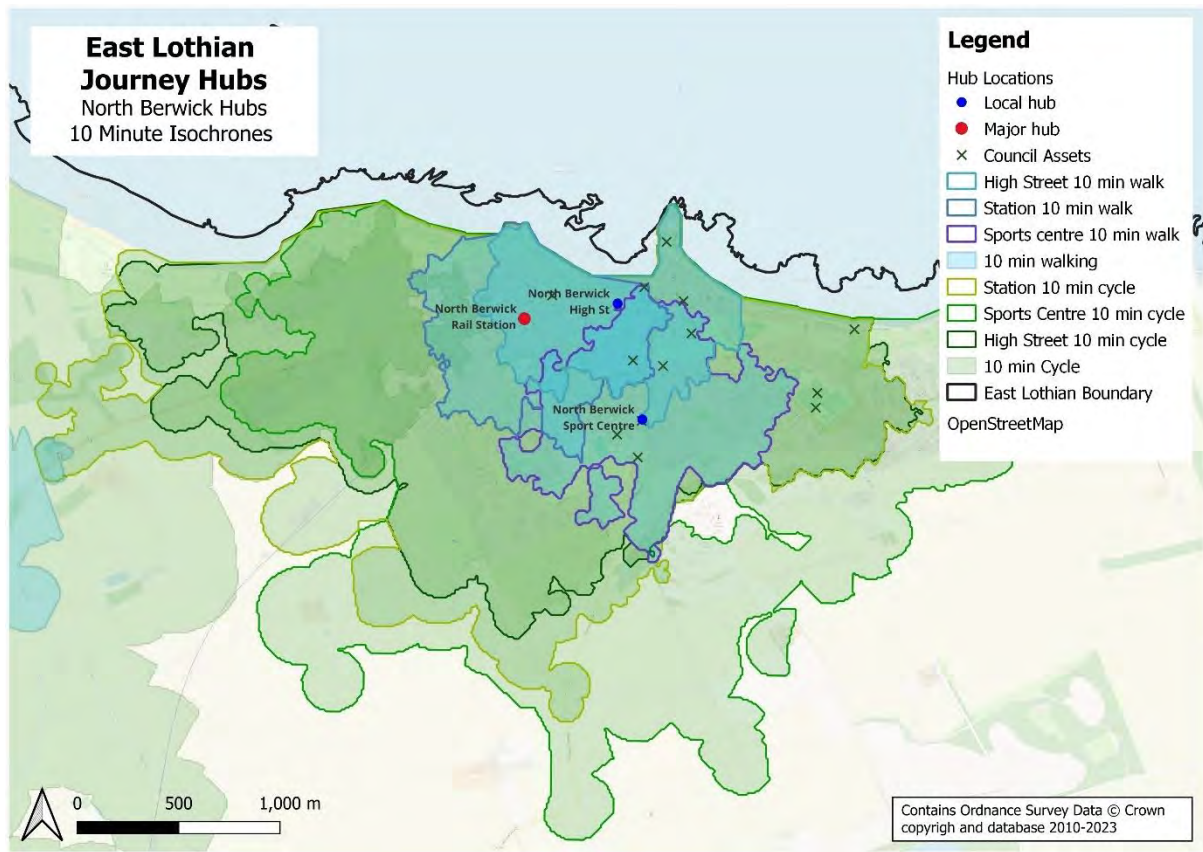 East Lothian
Journey Hubs
North Berwick Hubs
10 Minute Isochrones
Legend
Hub Locations
Local hub
Major hub
Council Assets
High Street 10 min walk
Station 10 min walk
Sports centre 10 min walk
10 min walking
Station 10 min cycle
Sports Centre 10 min cycle
High Street 10 min cycle
10 min Cycle
East Lothian Boundary
OpenStreetMap
North Berwick
High St
North Berwick
Rail Station
North Berwick
Sport Centre
0 500 1,000 m
Contains Ordnance Survey Data © Crown
copyrigh and database 2010-2023